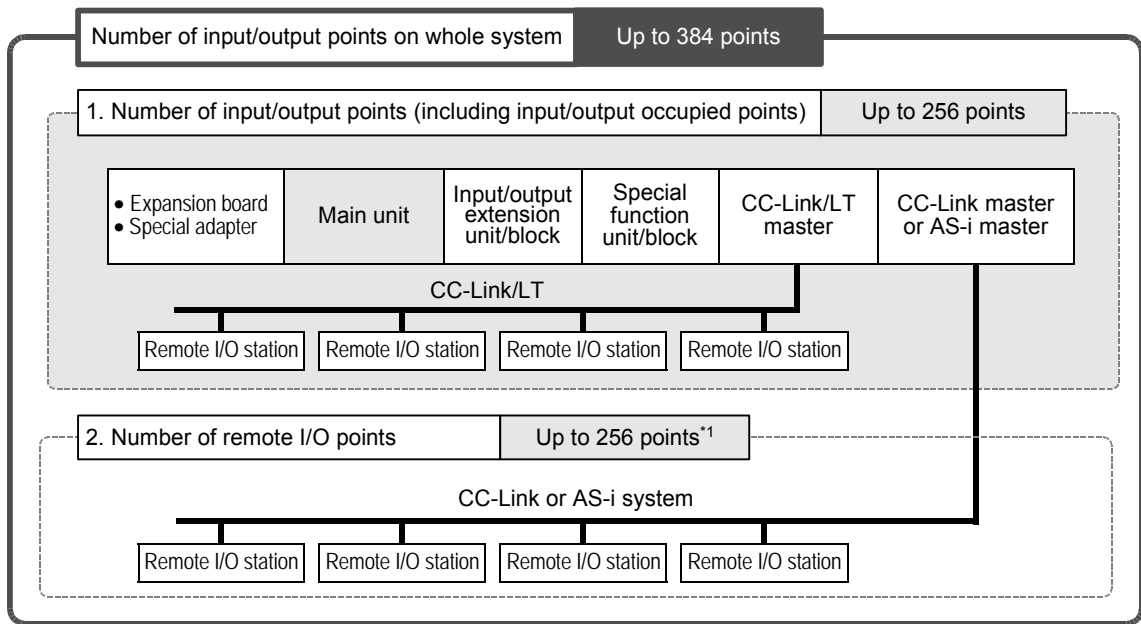 Number of input/output points on whole system
Up to 384 points
1. Number of input/output points (including input/output occupied points)
Up to 256 points
● Expansion board
● Special adapter
Main unit
Input/output
extension
unit/block
Special
function
unit/block
CC-Link/LT
master
CC-Link master
or AS-i master
CC-Link/LT
Remote I/O station
Remote I/O station
Remote I/O station
Remote I/O station
2. Number of remote I/O points
Up to 256 points*1
CC-Link or AS-i system
Remote I/O station
Remote I/O station
Remote I/O station
Remote I/O station